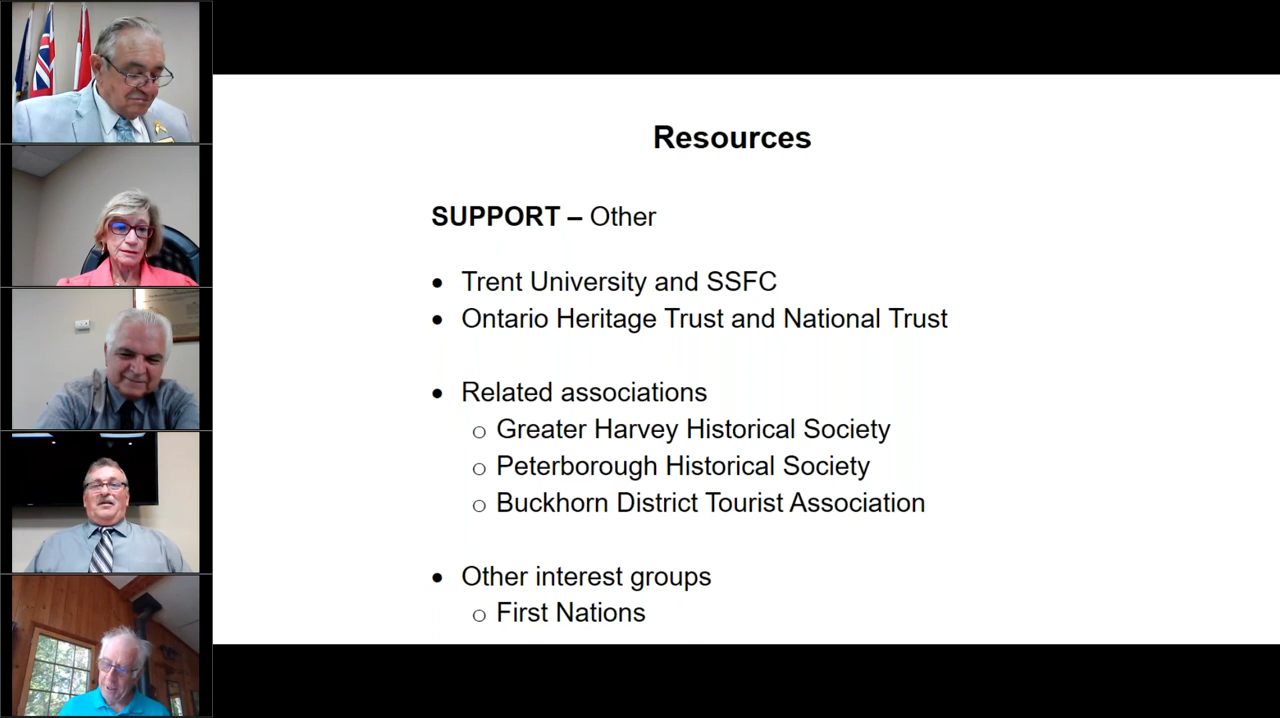 Resources
SUPPORT – Other
• Trent University and SSFC
• Ontario Heritage Trust and National Trust
• Related associations
○ Greater Harvey Historical Society
○ Peterborough Historical Society
○ Buckhorn District Tourist Association
• Other interest groups
○ First Nations